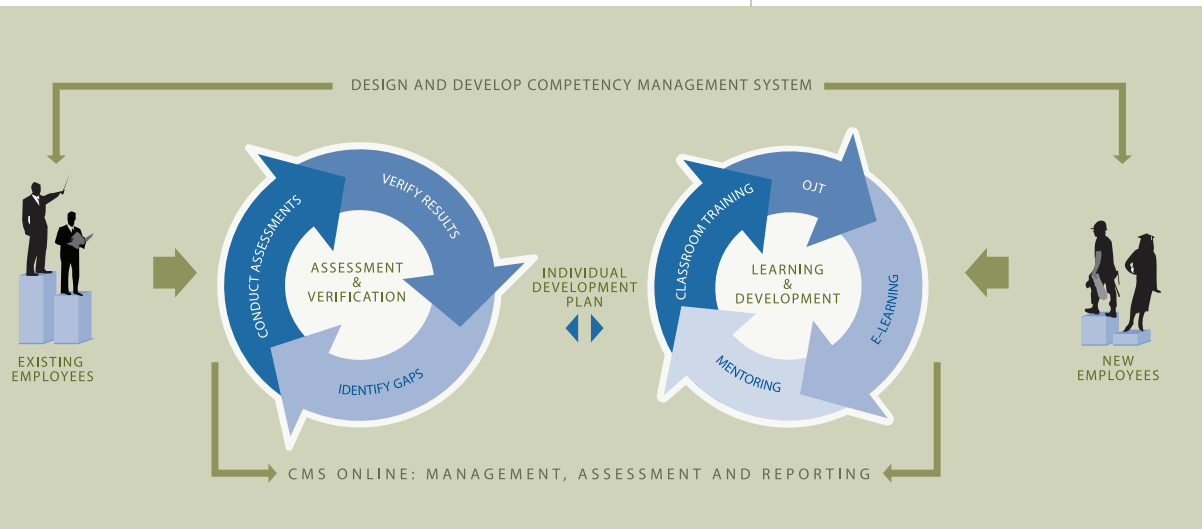 DESIGN AND DEVELOP COMPETENCY MANAGEMENT SYSTEM
CONDUCT ASSESSMENTS
VERIFY RESULTS
IDENTIFY GAPS
ASSESSMENT
&
VERIFICATION
INDIVIDUAL
DEVELOPMENT
PLAN
CLASSROOM TRAINING
OJT
E–LEARNING
MENTORING
LEARNING
&
DEVELOPMENT
EXISTING
EMPLOYEES
NEW
EMPLOYEES
CMS ONLINE: MANAGEMENT, ASSESSMENT AND REPORTING